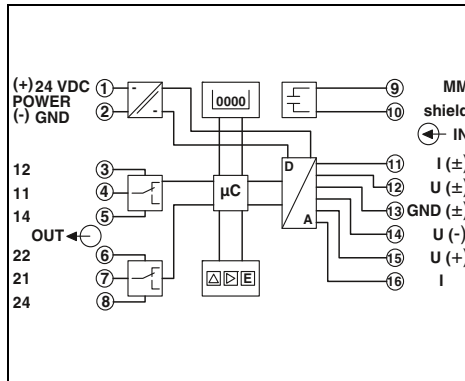 (+) 24 VDC 1
POWER
(-) GND 2
0000
9 MM
10 shield
IN
12 3
11 4
14 5
OUT
22 6
21 7
24 8
µC
D
A
E
11 I (±
12 U (±
13 GND (±
14 U (-)
15 U (+)
16 I